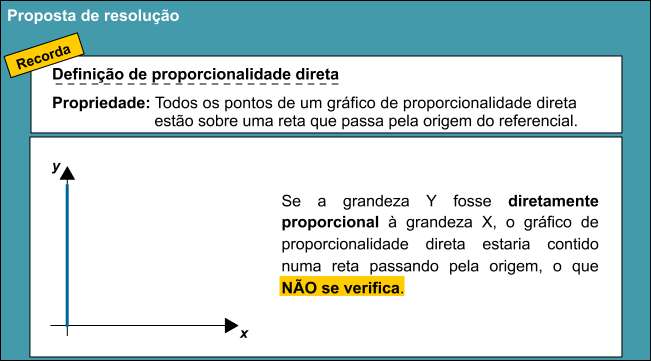 Proposta de resolução
Recorda
Definição de proporcionalidade direta
Propriedade: Todos os pontos de um gráfico de proporcionalidade direta
estão sobre uma reta que passa pela origem do referencial.
y
Se a grandeza Y fosse diretamente
proporcional à grandeza X, o gráfico de
proporcionalidade direta estaria contido
numa reta passando pela origem, o que
NÃO se verifica.
x